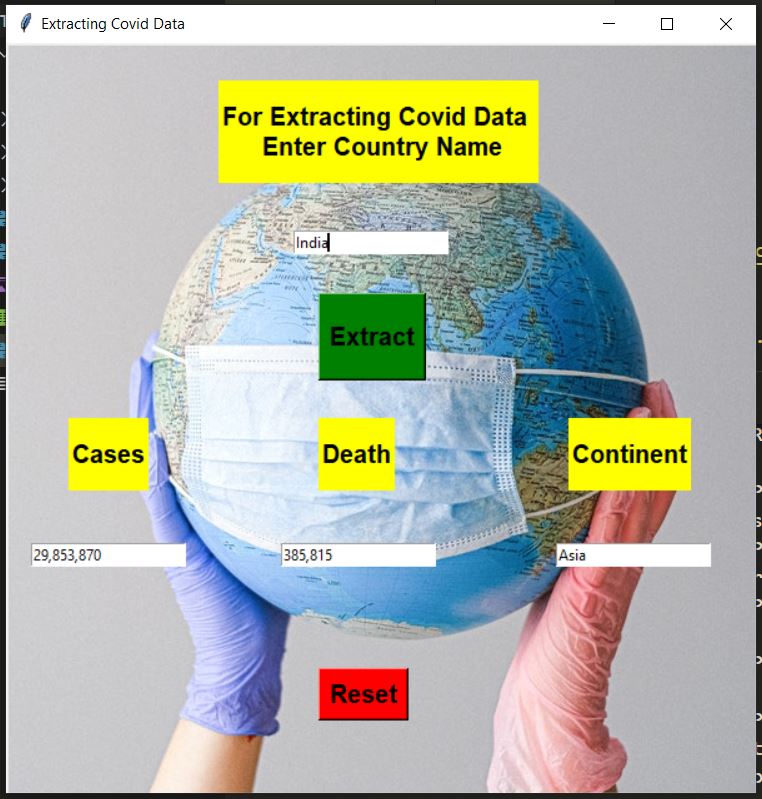 Extracting Covid Data
For Extracting Covid Data
Enter Country Name
India
Extract
Cases
Death
Continent
29,853,870
385,815
Asia
Reset